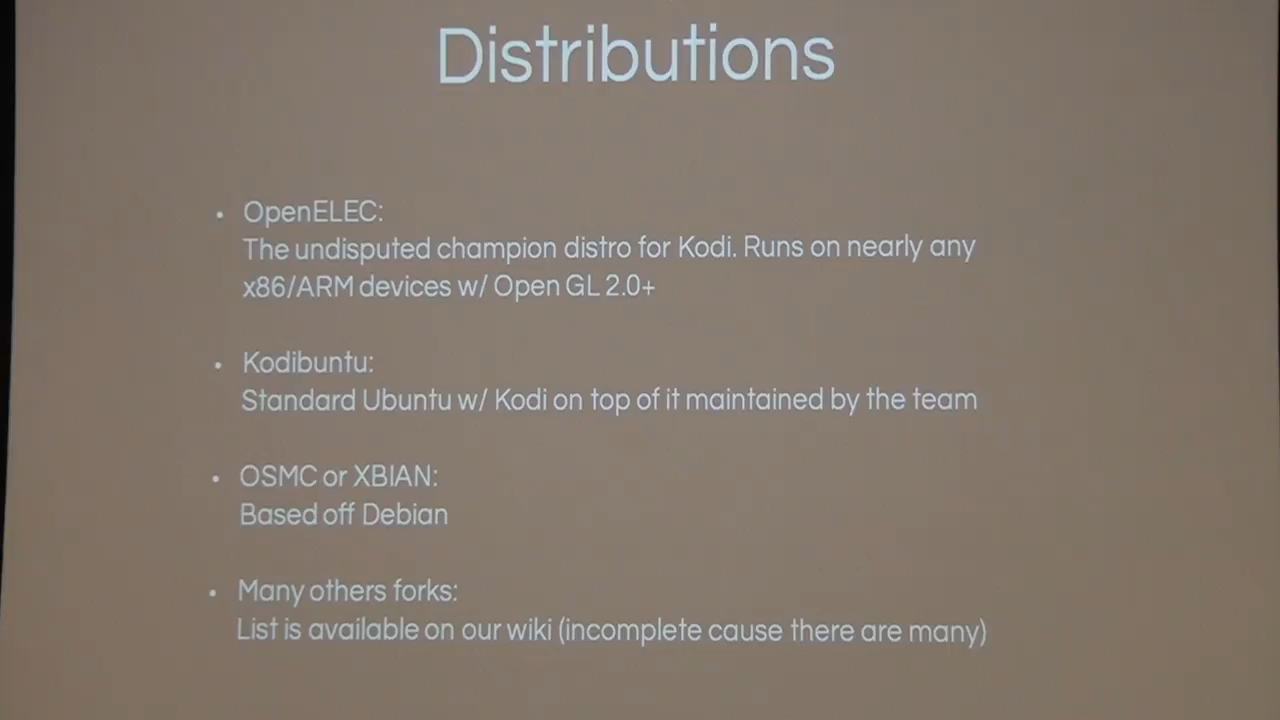 Distributions
• OpenELEC:
The undisputed champion distro for Kodi. Runs on nearly any
x86/ARM devices w/ Open GL 2.0+
• Kodibuntu:
Standard Ubuntu w/ Kodi on top of it maintained by the team
• OSMC or XBIAN:
Based off Debian
• Many others forks:
List is available on our wiki (incomplete cause there are many)